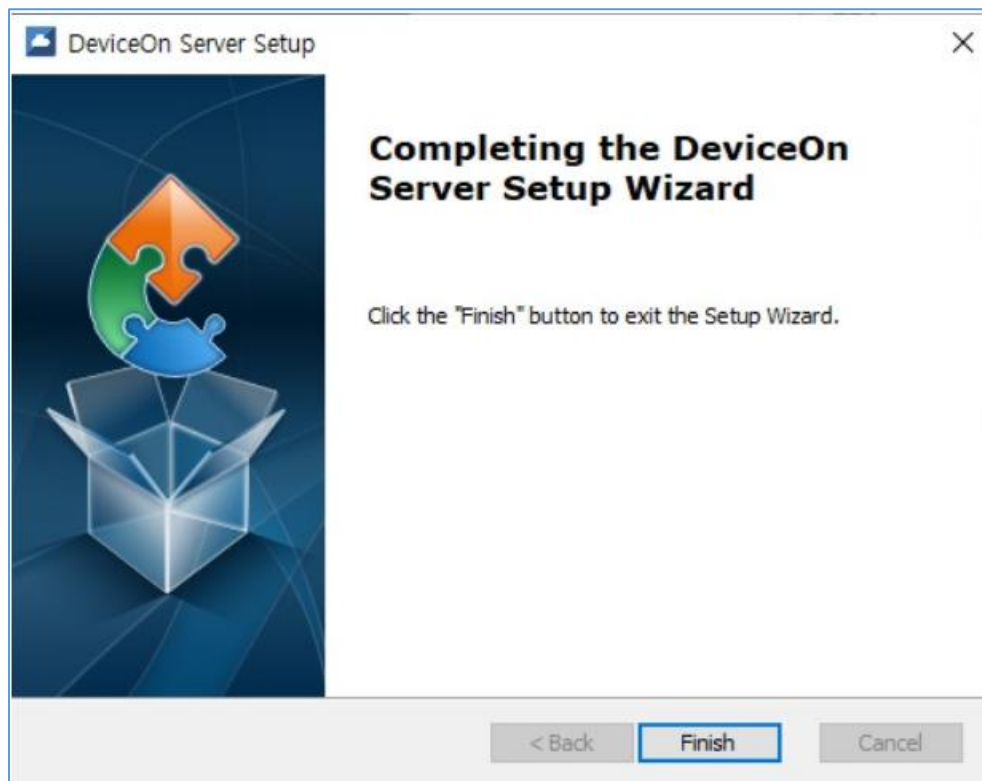 DeviceOn Server Setup
Completing the DeviceOn
Server Setup Wizard
Click the "Finish" button to exit the Setup Wizard.
< Back
Finish
Cancel